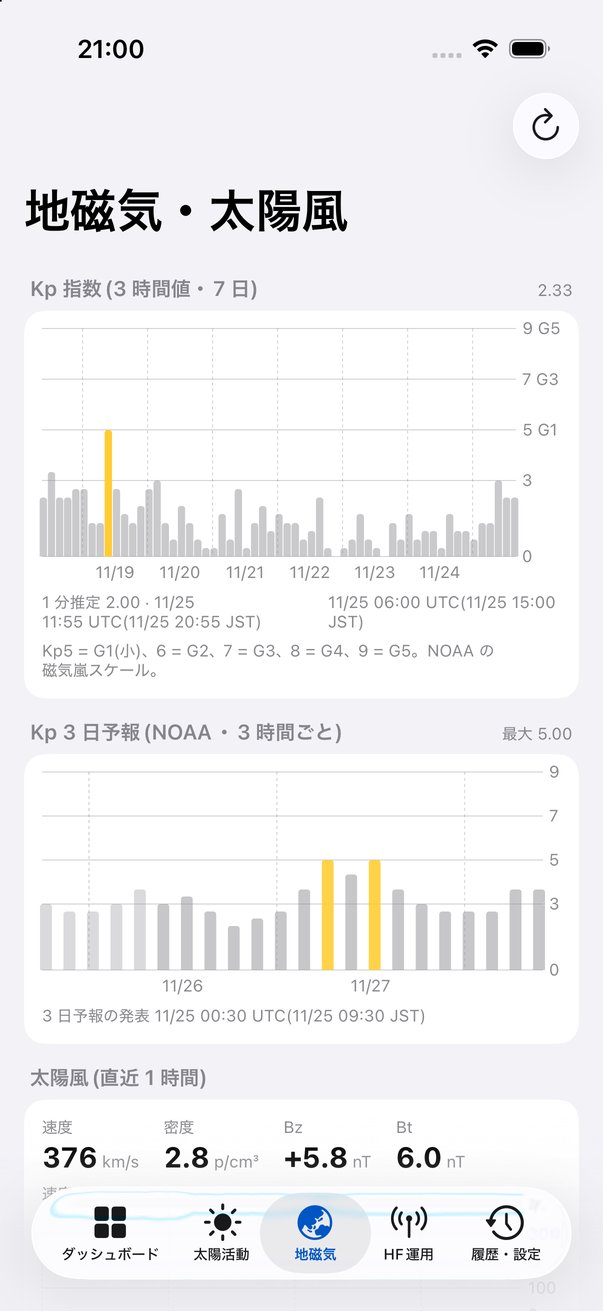 21:00
地磁気・太陽風
Kp 指数 (3 時間値・7 日)
2.33
9 G5
7 G3
5 G1
3
0
11/19 11/20 11/21 11/22 11/23 11/24
1 分推定 2.00 · 11/25
11:55 UTC(11/25 20:55 JST)
11/25 06:00 UTC(11/25 15:00
JST)
Kp5 = G1(小)、6 = G2、7 = G3、8 = G4、9 = G5。NOAA の
磁気嵐スケール。
Kp 3 日予報 (NOAA・3 時間ごと)
最大 5.00
9
7
5
3
0
11/26 11/27
3 日予報の発表 11/25 00:30 UTC(11/25 09:30 JST)
太陽風 (直近 1 時間)
速度 密度 Bz Bt
376 km/s 2.8 p/cm³ +5.8 nT 6.0 nT
ダッシュボード 太陽活動 地磁気 HF 運用 履歴・設定
100